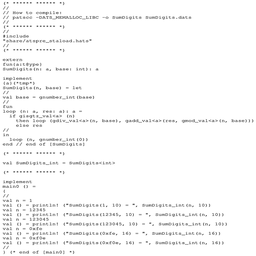 (* ****** ****** *)
//
// How to compile:
// patscc -DATS_MEMALLOC_LIBC -o SumDigits SumDigits.dats
//
(* ****** ****** *)
//
#include
"share/atspre_staload.hats"
//
(* ****** ****** *)
extern
fun{a:t@ype}
SumDigits(n: a, base: int): a
implement
{a}(*tmp*)
SumDigits(n, base) = let
//
val base = gnumber_int(base)
//
fun
loop (n: a, res: a): a =
if gisgtz_val<a> (n)
then loop (gdiv_val<a>(n, base), gadd_val<a>(res, gmod_val<a>(n, base)))
else res
//
in
loop (n, gnumber_int(0))
end // end of [SumDigits]
(* ****** ****** *)
val SumDigits_int = SumDigits<int>
(* ****** ****** *)
implement
main0 () =
{
//
val n = 1
val () = println! ("SumDigits(1, 10) = ", SumDigits_int(n, 10))
val n = 12345
val () = println! ("SumDigits(12345, 10) = ", SumDigits_int(n, 10))
val n = 123045
val () = println! ("SumDigits(123045, 10) = ", SumDigits_int(n, 10))
val n = 0xfe
val () = println! ("SumDigits(0xfe, 16) = ", SumDigits_int(n, 16))
val n = 0xf0e
val () = println! ("SumDigits(0xf0e, 16) = ", SumDigits_int(n, 16))
//
} (* end of [main0] *)